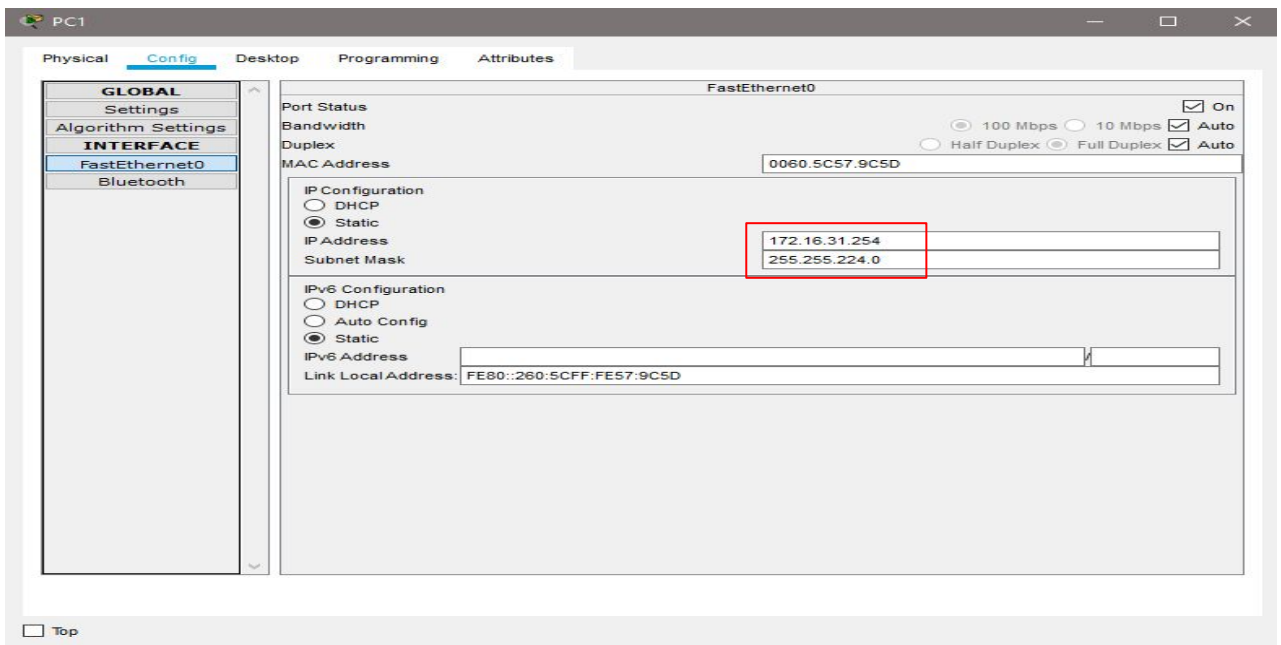 PC1
Physical Config Desktop Programming Attributes
GLOBAL
Settings
Algorithm Settings
INTERFACE
FastEthernet0
Bluetooth
FastEthernet0
Port Status On
Bandwidth 100 Mbps 10 Mbps Auto
Duplex Half Duplex Full Duplex Auto
MAC Address 0060.5C57.9C5D
IP Configuration
DHCP
Static
IP Address 172.16.31.254
Subnet Mask 255.255.224.0
IPv6 Configuration
DHCP
Auto Config
Static
IPv6 Address /
Link Local Address: FE80::260:5CFF:FE57:9C5D
Top